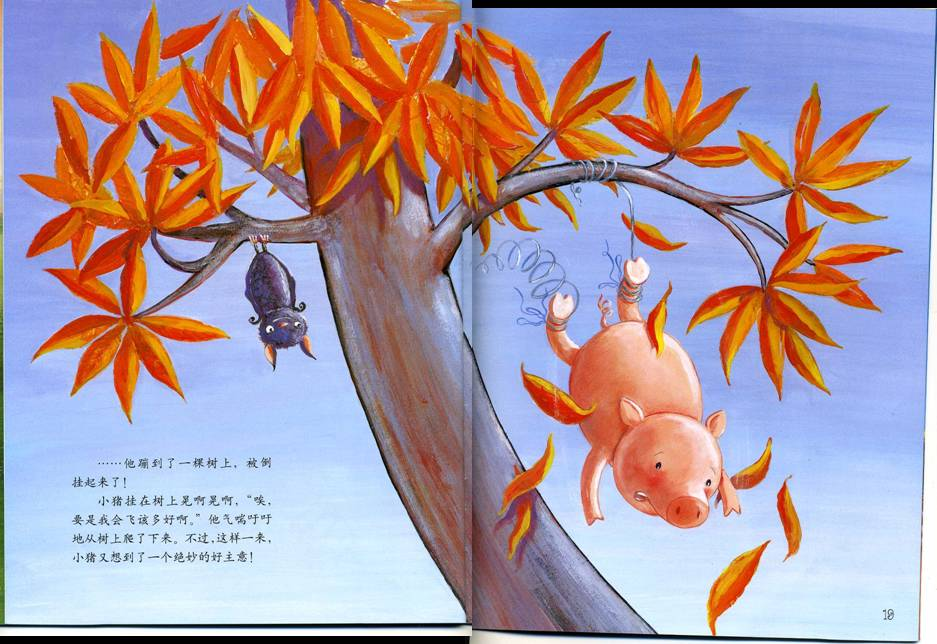 ……他蹦到了一棵树上，被倒
挂起来了！
小猪挂在树上晃啊晃啊，“唉，
要是我会飞该多好啊。”他气喘吁吁
地从树上爬了下来。不过，这样一来，
小猪又想到了一个绝妙的好主意！
18